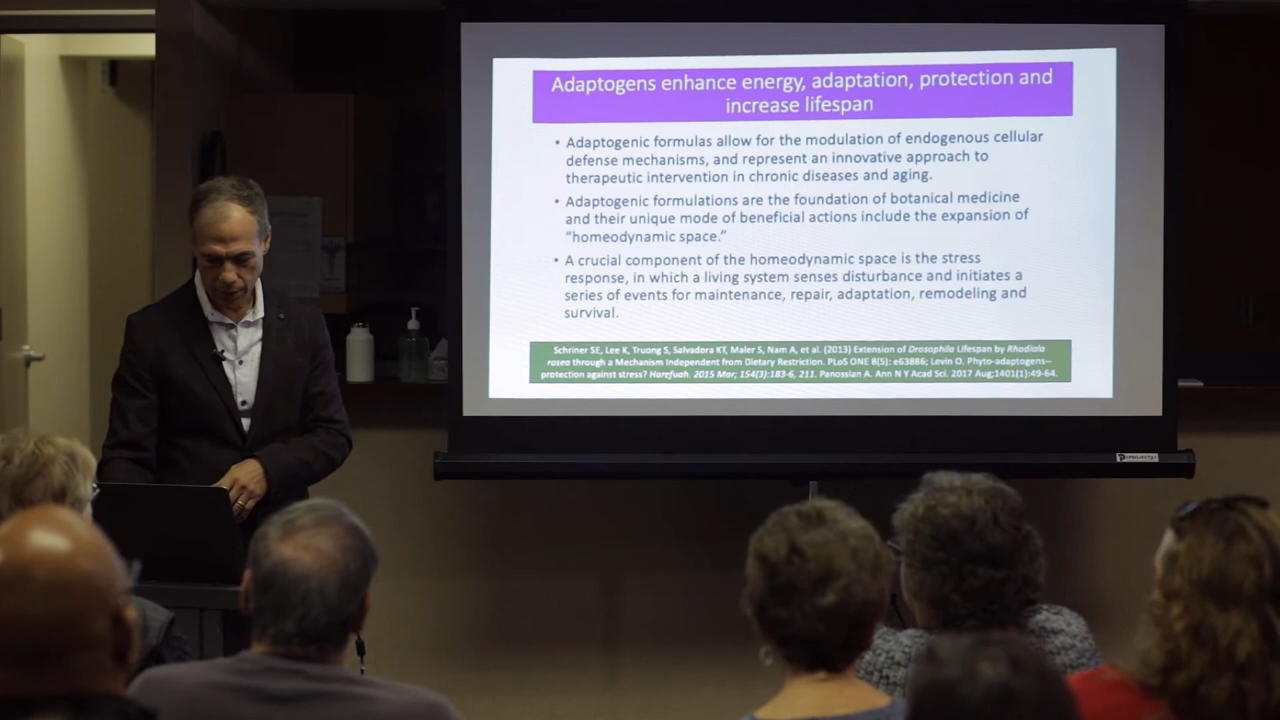 Adaptogens enhance energy, adaptation, protection and
increase lifespan
• Adaptogenic formulas allow for the modulation of endogenous cellular
defense mechanisms, and represent an innovative approach to
therapeutic intervention in chronic diseases and aging.
• Adaptogenic formulations are the foundation of botanical medicine
and their unique mode of beneficial actions include the expansion of
“homeodynamic space.”
• A crucial component of the homeodynamic space is the stress
response, in which a living system senses disturbance and initiates a
series of events for maintenance, repair, adaptation, remodeling and
survival.
Schriner SE, Lee K, Truong S, Salvadora KT, Maler S, Nam A, et al. (2013) Extension of Drosophila Lifespan by Rhodiola
rosea through a Mechanism Independent from Dietary Restriction. PLoS ONE 8(5): e63886; Levin O. Phyto-adaptogens—
protection against stress? Harefuah. 2015 Mar; 154(3):183-6, 211. Panossian A. Ann N Y Acad Sci. 2017 Aug;1401(1):49-64.